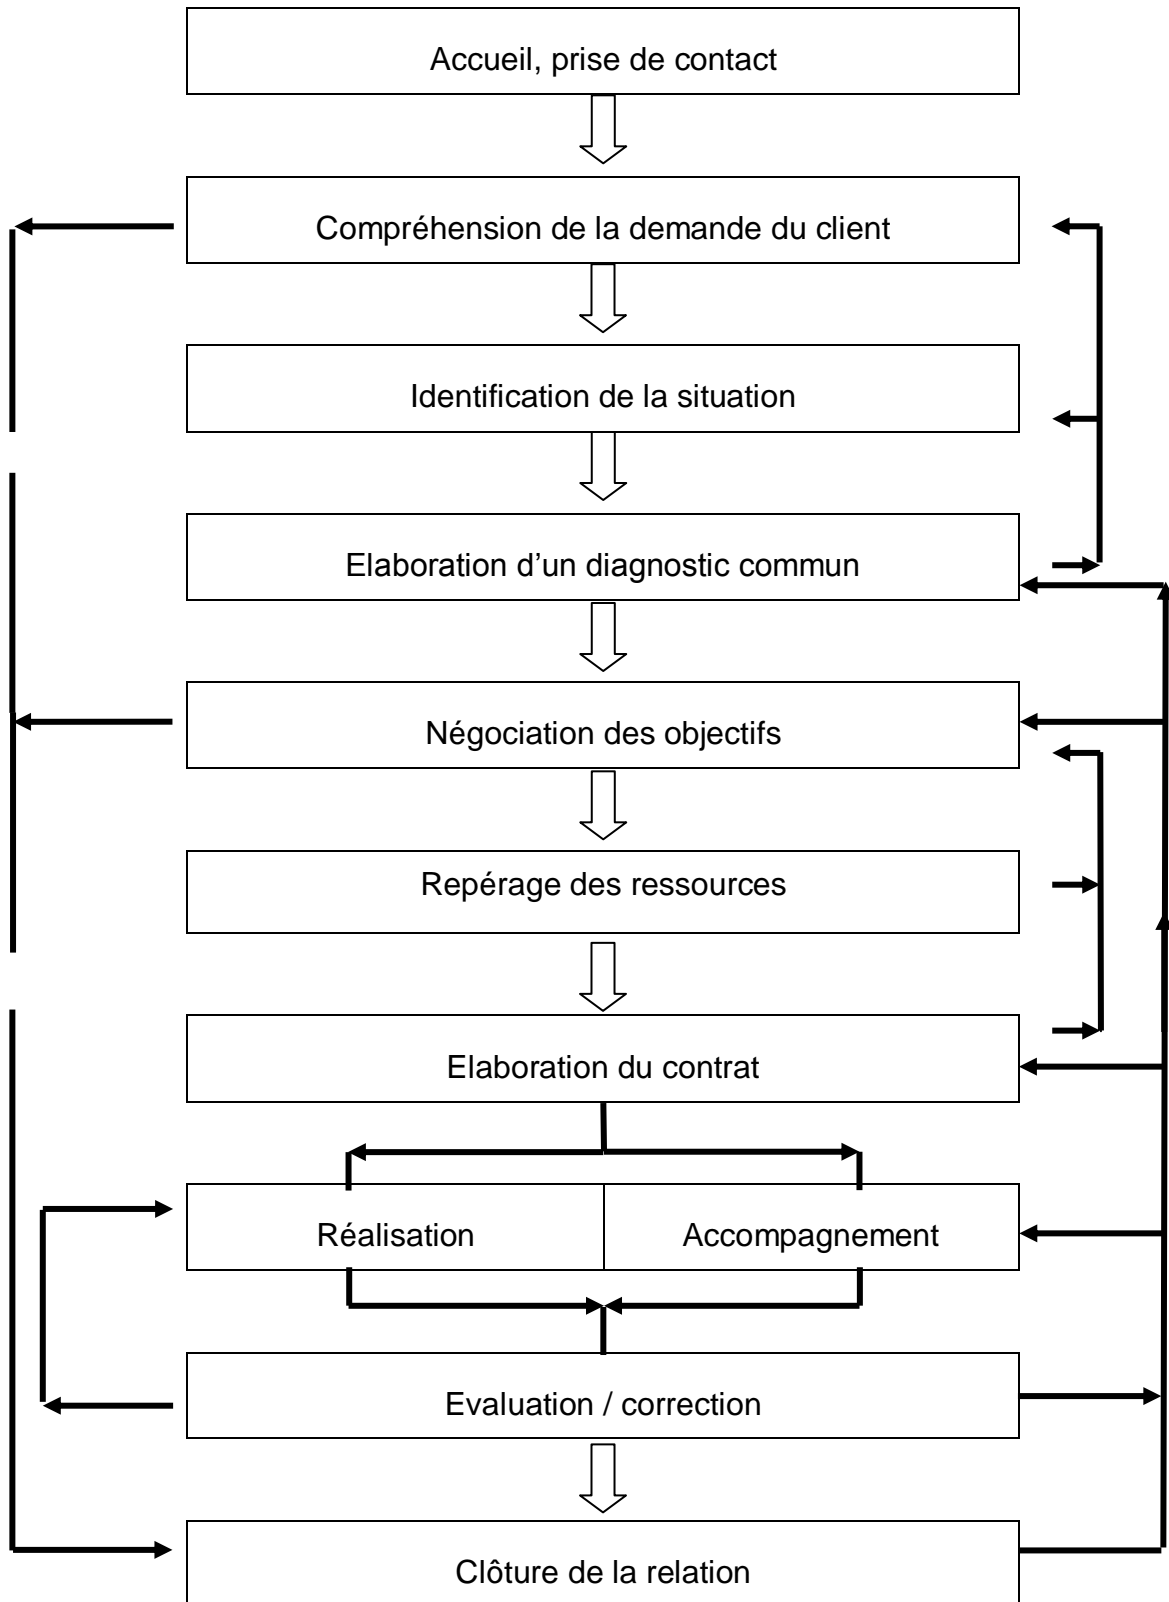 Accueil, prise de contact
Compréhension de la demande du client
Identification de la situation
Elaboration d’un diagnostic commun
Négociation des objectifs
Repérage des ressources
Elaboration du contrat
Réalisation
Accompagnement
Evaluation / correction
Clôture de la relation